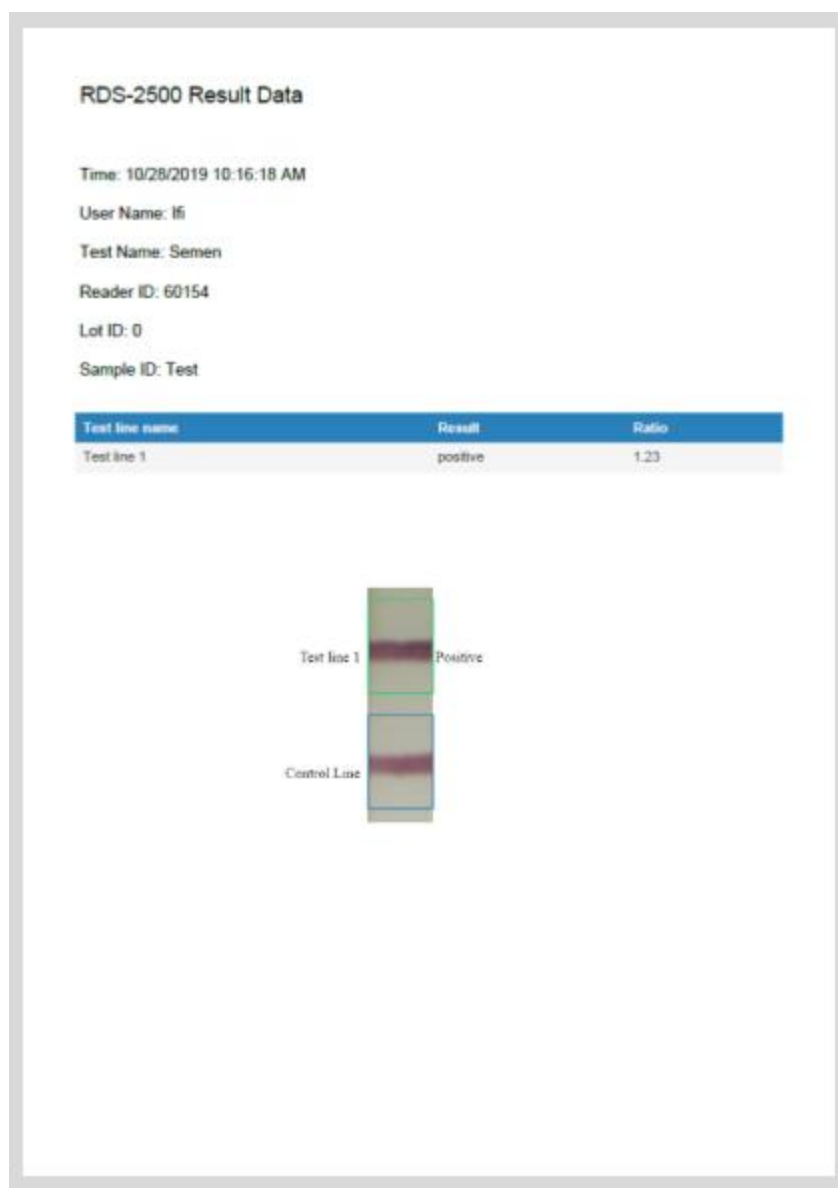 RDS-2500 Result Data
Time: 10/28/2019 10:16:18 AM
User Name: Ifi
Test Name: Semen
Reader ID: 60154
Lot ID: 0
Sample ID: Test
Test line name Result Ratio
Test line 1 positive 1.23
Test line 1 Positive
Control Line